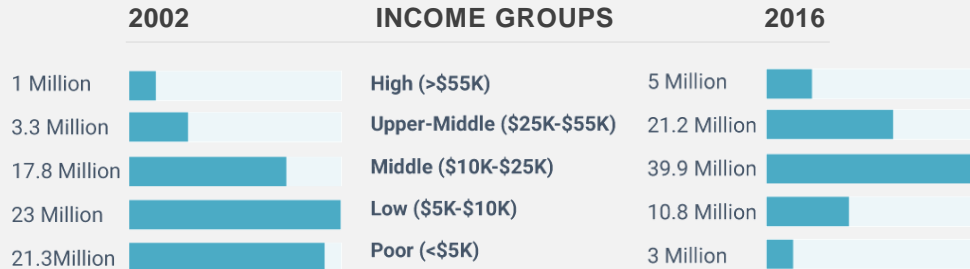 2002 INCOME GROUPS 2016
1 Million High (>$55K) 5 Million
3.3 Million Upper-Middle ($25K-$55K) 21.2 Million
17.8 Million Middle ($10K-$25K) 39.9 Million
23 Million Low ($5K-$10K) 10.8 Million
21.3Million Poor (<$5K) 3 Million